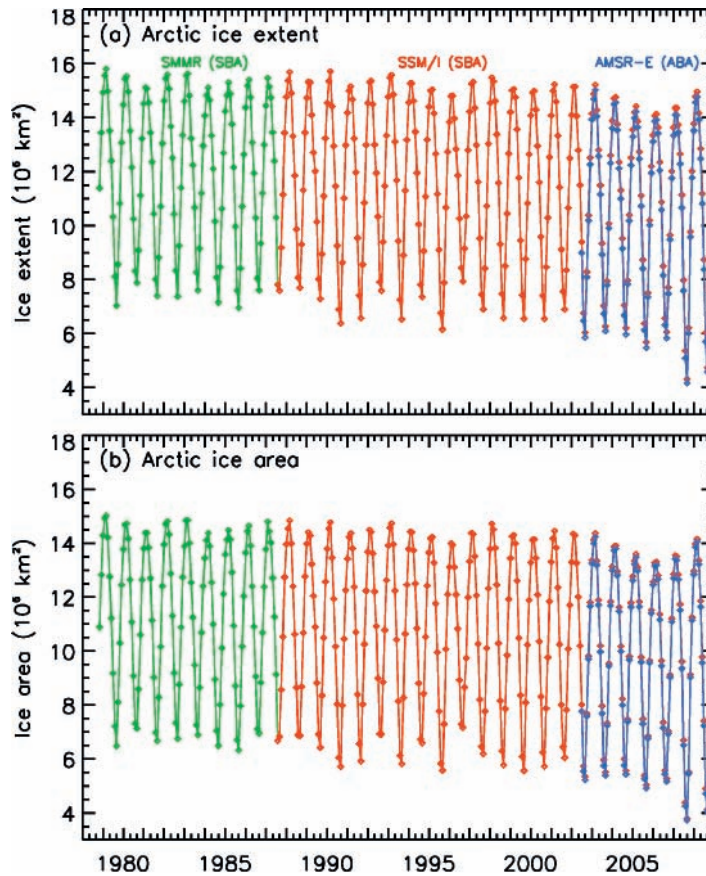 (a) Arctic ice extent
SMMR (SBA) SSM/I (SBA) AMSR-E (ABA)
18
16
14
12
10
8
6
4
Ice extent (10⁶ km²)
(b) Arctic ice area
18
16
14
12
10
8
6
4
Ice area (10⁶ km²)
1980 1985 1990 1995 2000 2005